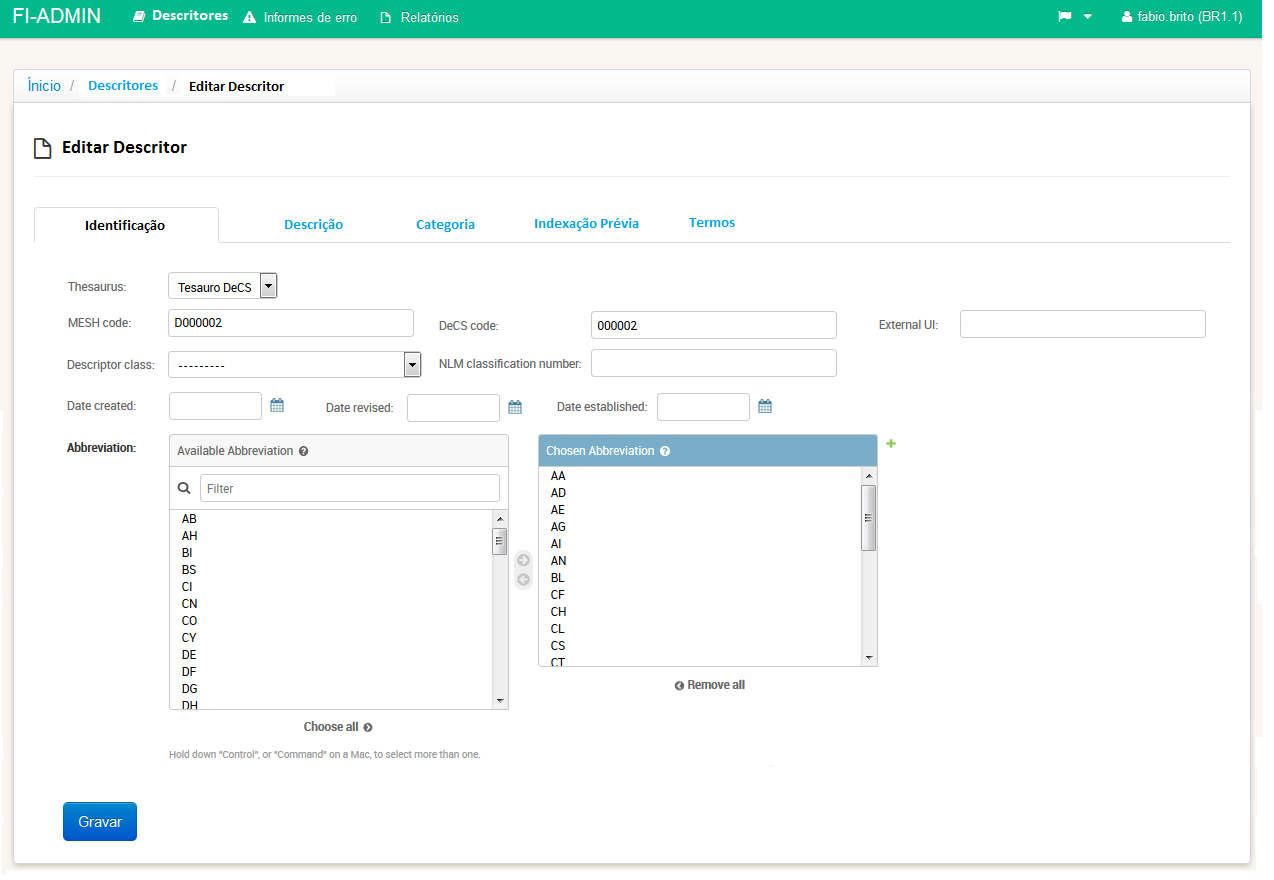 FI-ADMIN Descritores Informes de erro Relatórios fabio.brito (BR1.1)
Ínicio / Descritores / Editar Descritor
Editar Descritor
Identificação Descrição Categoria Indexação Prévia Termos
Thesaurus: Tesauro DeCS
MESH code: D000002 DeCS code: 000002 External UI:
Descriptor class: --------- NLM classification number:
Date created: Date revised: Date established:
Abbreviation:
Available Abbreviation ?
Filter
AB
AH
BI
BS
CI
CN
CO
CY
DE
DF
DG
DH
Choose all
Hold down "Control", or "Command" on a Mac, to select more than one.
Chosen Abbreviation ?
AA
AD
AE
AG
AI
AN
BL
CF
CH
CL
CS
CT
Remove all
Gravar